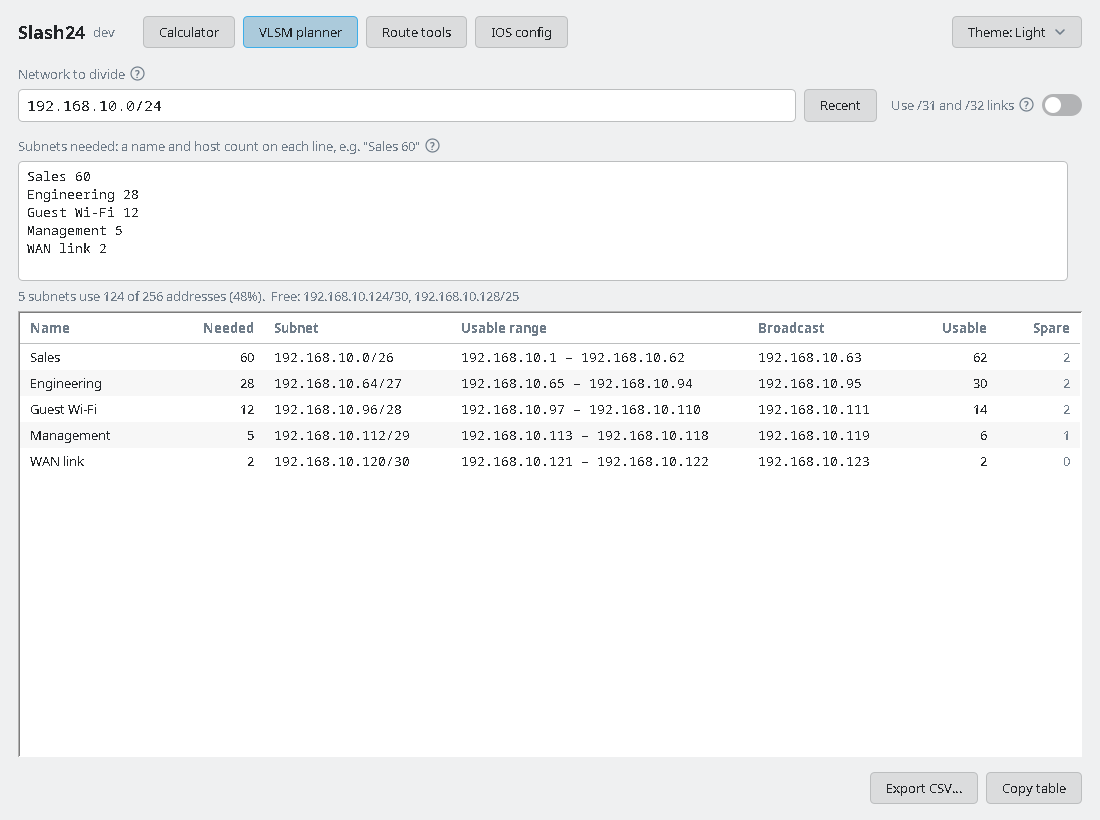 Slash24 dev Calculator VLSM planner Route tools IOS config Theme: Light
Network to divide ?
192.168.10.0/24 Recent Use /31 and /32 links ?
Subnets needed: a name and host count on each line, e.g. "Sales 60" ?
Sales 60
Engineering 28
Guest Wi-Fi 12
Management 5
WAN link 2
5 subnets use 124 of 256 addresses (48%). Free: 192.168.10.124/30, 192.168.10.128/25
Name Needed Subnet Usable range Broadcast Usable Spare
Sales 60 192.168.10.0/26 192.168.10.1 – 192.168.10.62 192.168.10.63 62 2
Engineering 28 192.168.10.64/27 192.168.10.65 – 192.168.10.94 192.168.10.95 30 2
Guest Wi-Fi 12 192.168.10.96/28 192.168.10.97 – 192.168.10.110 192.168.10.111 14 2
Management 5 192.168.10.112/29 192.168.10.113 – 192.168.10.118 192.168.10.119 6 1
WAN link 2 192.168.10.120/30 192.168.10.121 – 192.168.10.122 192.168.10.123 2 0
Export CSV... Copy table